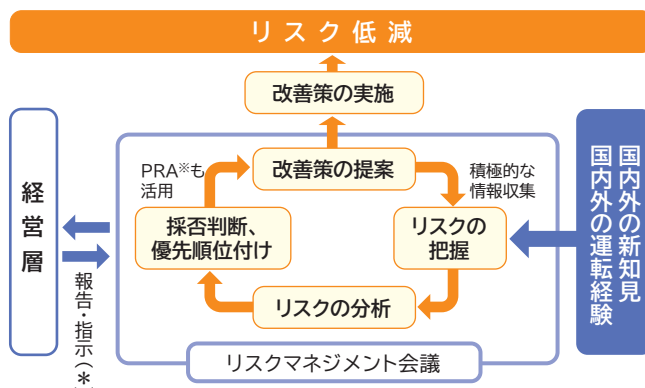 リスク低減
改善策の実施
PRA※も
活用
改善策の提案
積極的な
情報収集
経営層
採否判断、
優先順位付け
リスクの
把握
国内外の新知見
国内外の運転経験
リスクの分析
報告・指示(＊
リスクマネジメント会議